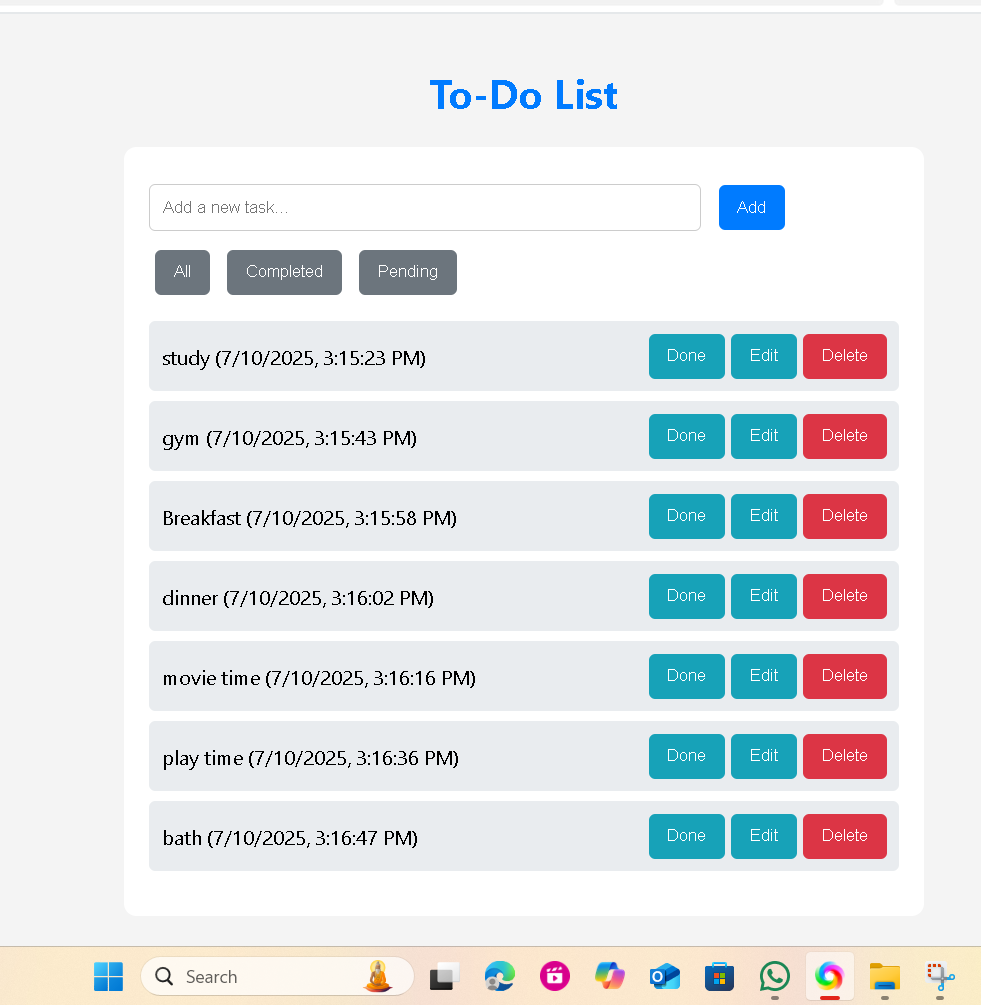 To-Do List
Add a new task...
Add
All
Completed
Pending
study (7/10/2025, 3:15:23 PM)
Done
Edit
Delete
gym (7/10/2025, 3:15:43 PM)
Done
Edit
Delete
Breakfast (7/10/2025, 3:15:58 PM)
Done
Edit
Delete
dinner (7/10/2025, 3:16:02 PM)
Done
Edit
Delete
movie time (7/10/2025, 3:16:16 PM)
Done
Edit
Delete
play time (7/10/2025, 3:16:36 PM)
Done
Edit
Delete
bath (7/10/2025, 3:16:47 PM)
Done
Edit
Delete
Search